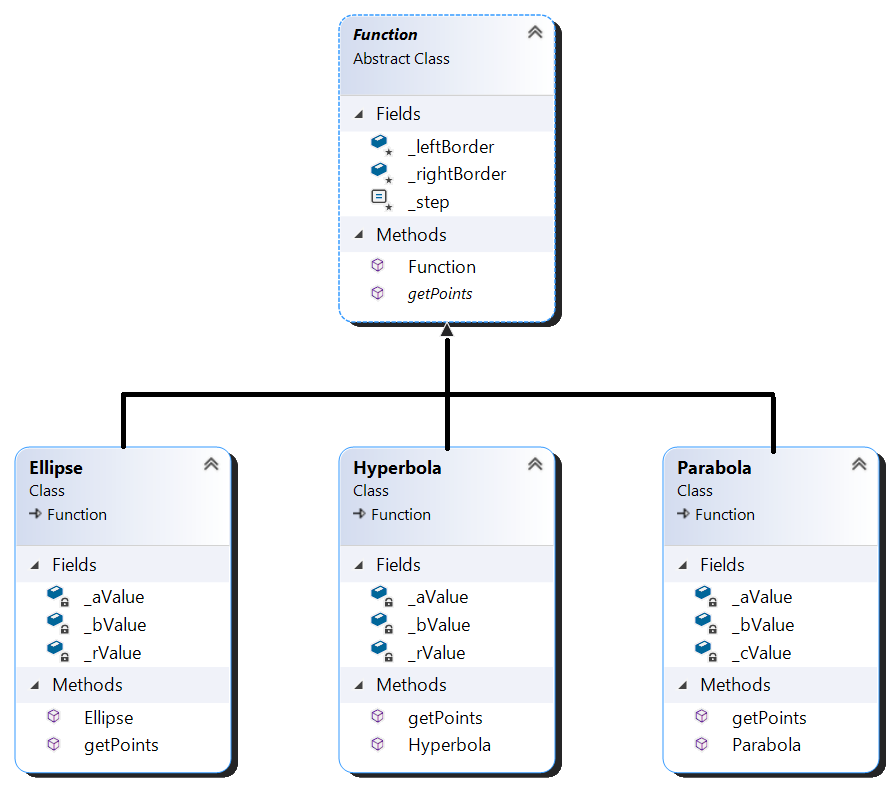 Function
Abstract Class
Fields
_leftBorder
_rightBorder
_step
Methods
Function
getPoints
Ellipse
Class
Function
Fields
_aValue
_bValue
_rValue
Methods
Ellipse
getPoints
Hyperbola
Class
Function
Fields
_aValue
_bValue
_rValue
Methods
getPoints
Hyperbola
Parabola
Class
Function
Fields
_aValue
_bValue
_cValue
Methods
getPoints
Parabola